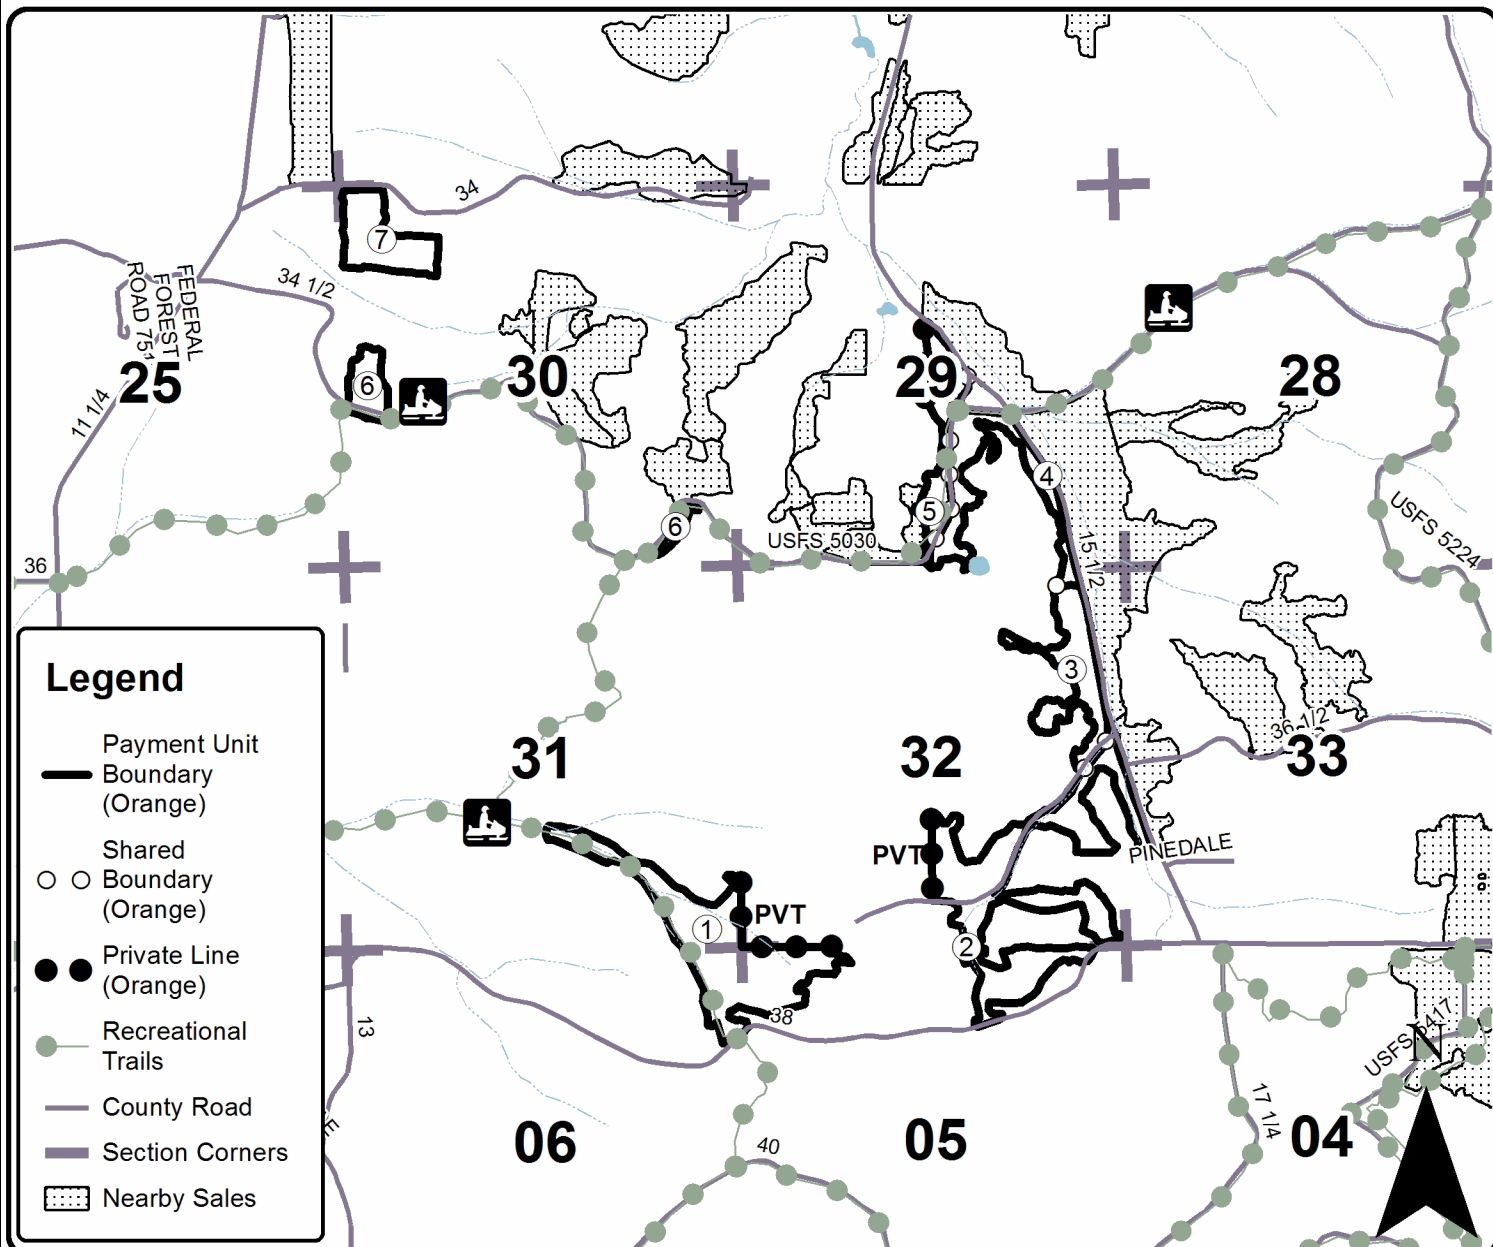 34
7
34 1/2
FEDERAL
FOREST
ROAD 751
25
6
30
29
28
11 1/4
4
6
5
USFS 5030
USFS 5224
15 1/2
36
3
Legend
Payment Unit
Boundary
(Orange)
Shared
Boundary
(Orange)
Private Line
(Orange)
Recreational
Trails
County Road
Section Corners
Nearby Sales
31
32
36 1/2
33
PVT
PINEDALE
PVT
1
2
38
13
E
USFS 5417
N
17 1/4
06
05
04
40